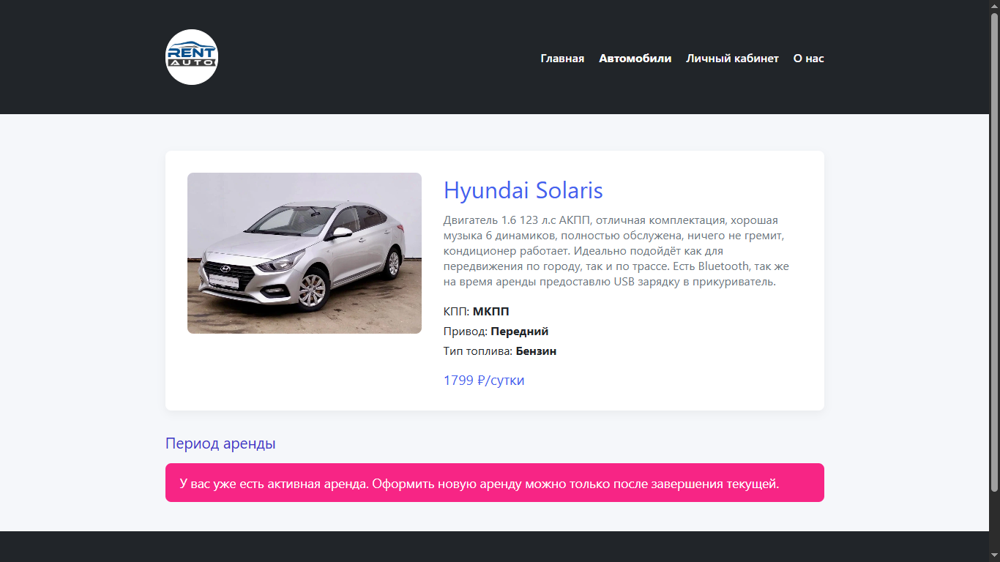 RENT
AUTO
Главная Автомобили Личный кабинет О нас
Hyundai Solaris
Двигатель 1.6 123 л.с АКПП, отличная комплектация, хорошая
музыка 6 динамиков, полностью обслужена, ничего не гремит,
кондиционер работает. Идеально подойдёт как для
передвижения по городу, так и по трассе. Есть Bluetooth, так же
на время аренды предоставлю USB зарядку в прикуриватель.
КПП: МКПП
Привод: Передний
Тип топлива: Бензин
1799 ₽/сутки
Период аренды
У вас уже есть активная аренда. Оформить новую аренду можно только после завершения текущей.